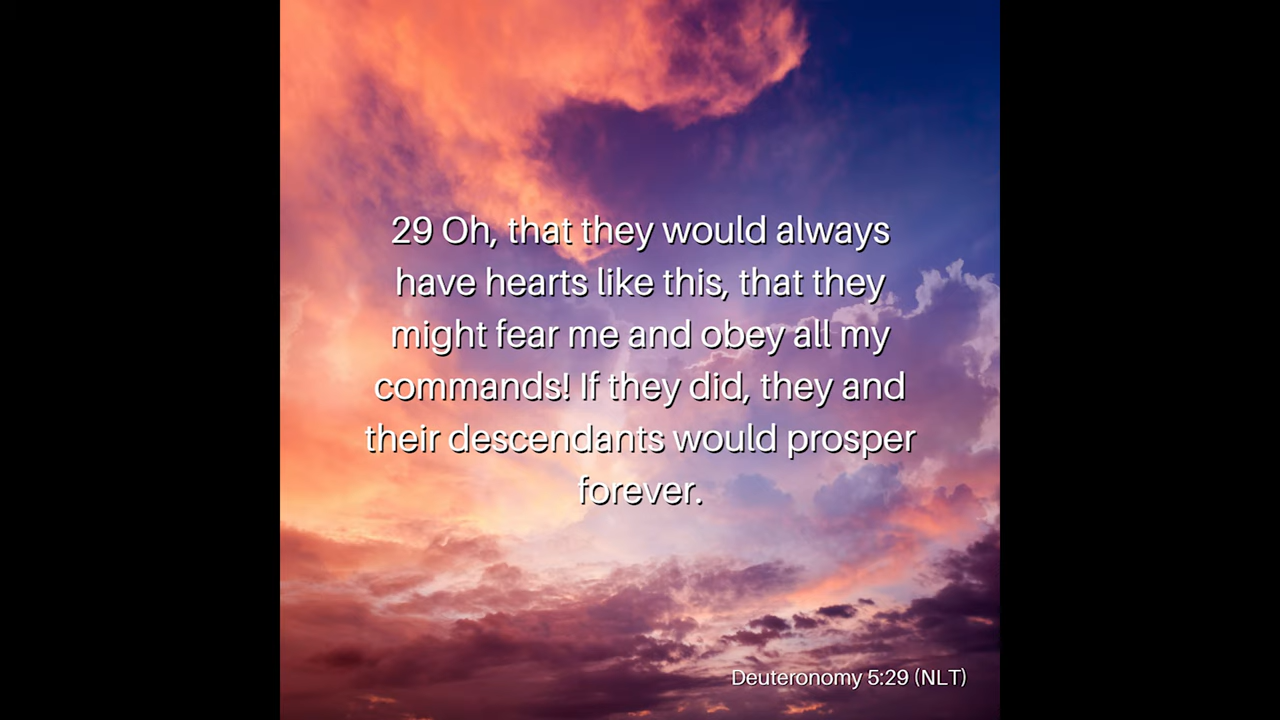 29 Oh, that they would always
have hearts like this, that they
might fear me and obey all my
commands! If they did, they and
their descendants would prosper
forever.
Deuteronomy 5:29 (NLT)